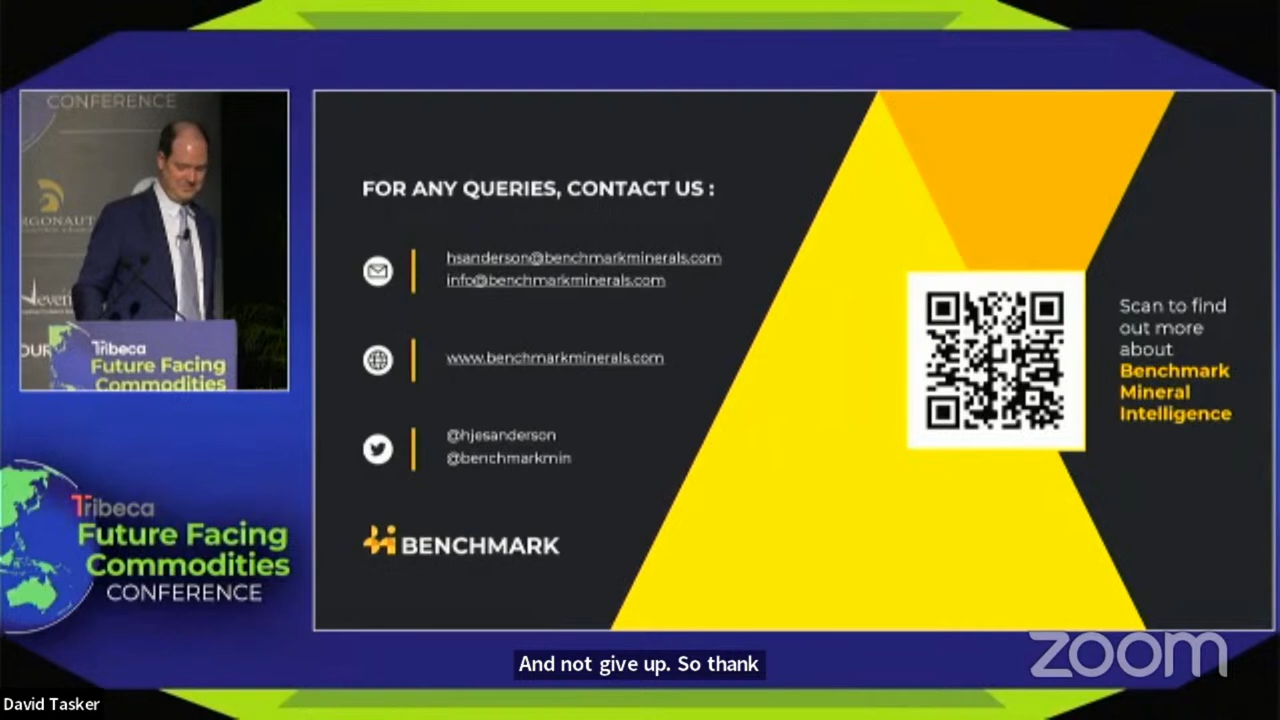 CONFERENCE
Tribeca
Future Facing
Commodities
Tribeca
Future Facing
Commodities
CONFERENCE
FOR ANY QUERIES, CONTACT US :
hsanderson@benchmarkminerals.com
info@benchmarkminerals.com
www.benchmarkminerals.com
@hjesanderson
@benchmarkmin
BENCHMARK
Scan to find
out more
about
Benchmark
Mineral
Intelligence
And not give up. So thank
zoom
David Tasker